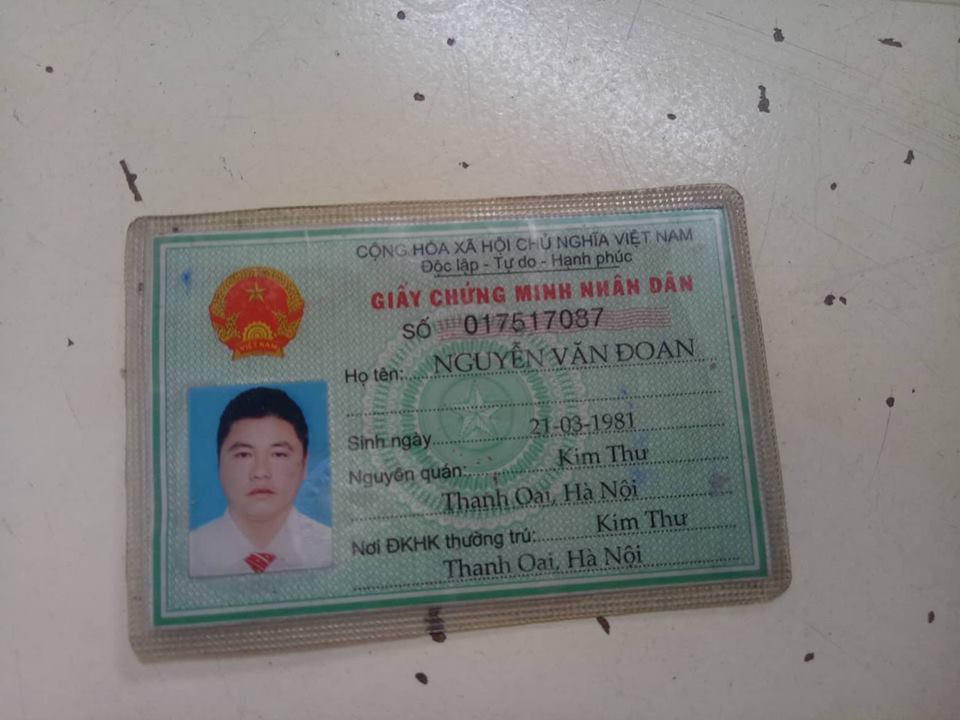 CỘNG HÒA XÃ HỘI CHỦ NGHĨA VIỆT NAM
Độc lập - Tự do - Hạnh phúc
GIẤY CHỨNG MINH NHÂN DÂN
SỐ 017517087
Họ tên: NGUYỄN VĂN ĐOAN
Sinh ngày 21-03-1981
Nguyên quán: Kim Thư
Thanh Oai, Hà Nội
Nơi ĐKHK thường trú: Kim Thư
Thanh Oai, Hà Nội
VIỆT NAM